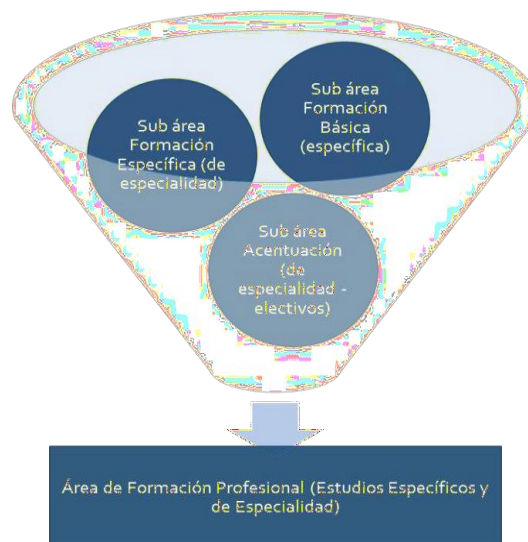 Sub área
Formación
Básica
(específica)
Sub área
Formación
Específica (de
especialidad)
Sub área
Acentuación
(de
especialidad -
electivos)
Área de Formación Profesional (Estudios Específicos y
de Especialidad)